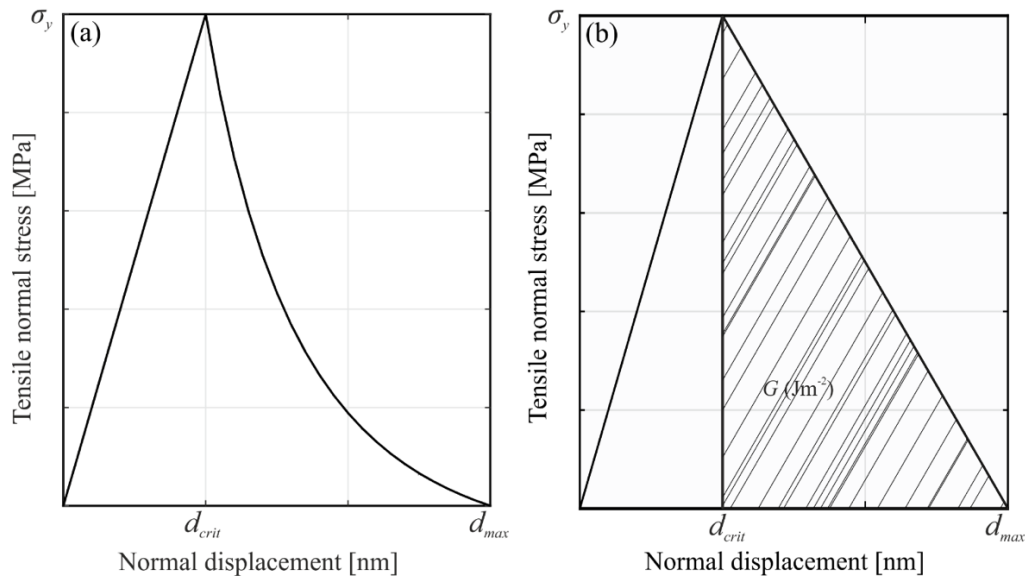 σy
(a)
Tensile normal stress [MPa]
dcrit
dmax
Normal displacement [nm]
σy
(b)
Tensile normal stress [MPa]
G (Jm-2)
dcrit
dmax
Normal displacement [nm]